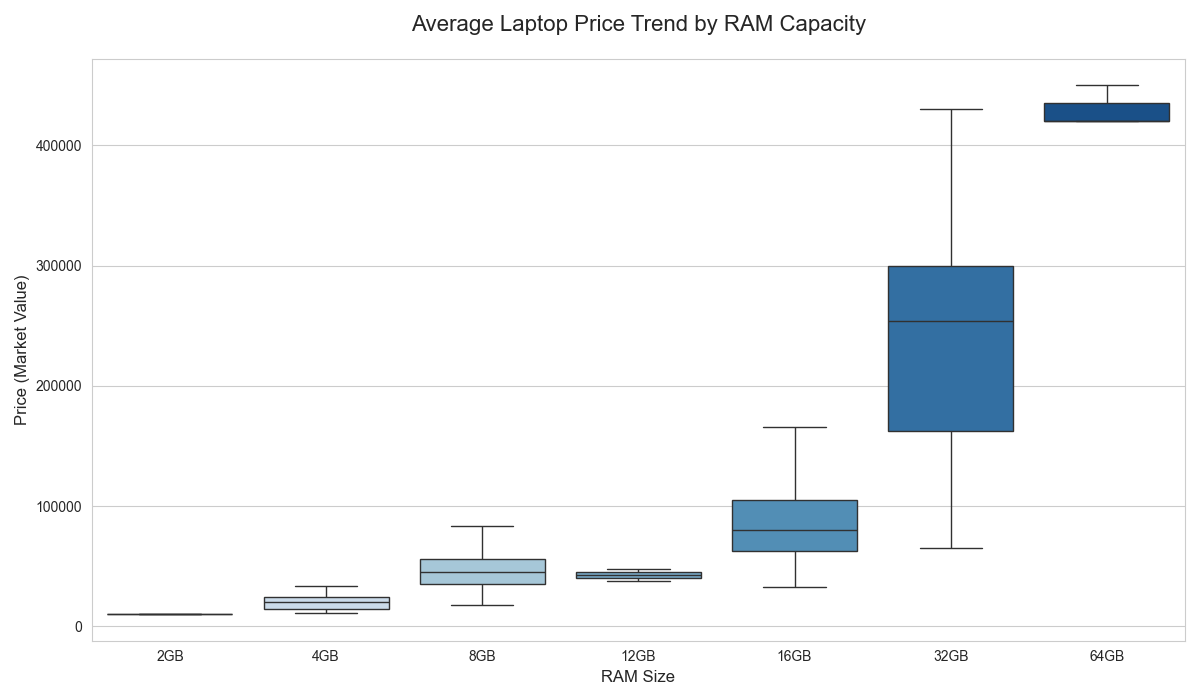 Average Laptop Price Trend by RAM Capacity
Price (Market Value)
400000
300000
200000
100000
0
2GB
4GB
8GB
12GB
16GB
32GB
64GB
RAM Size